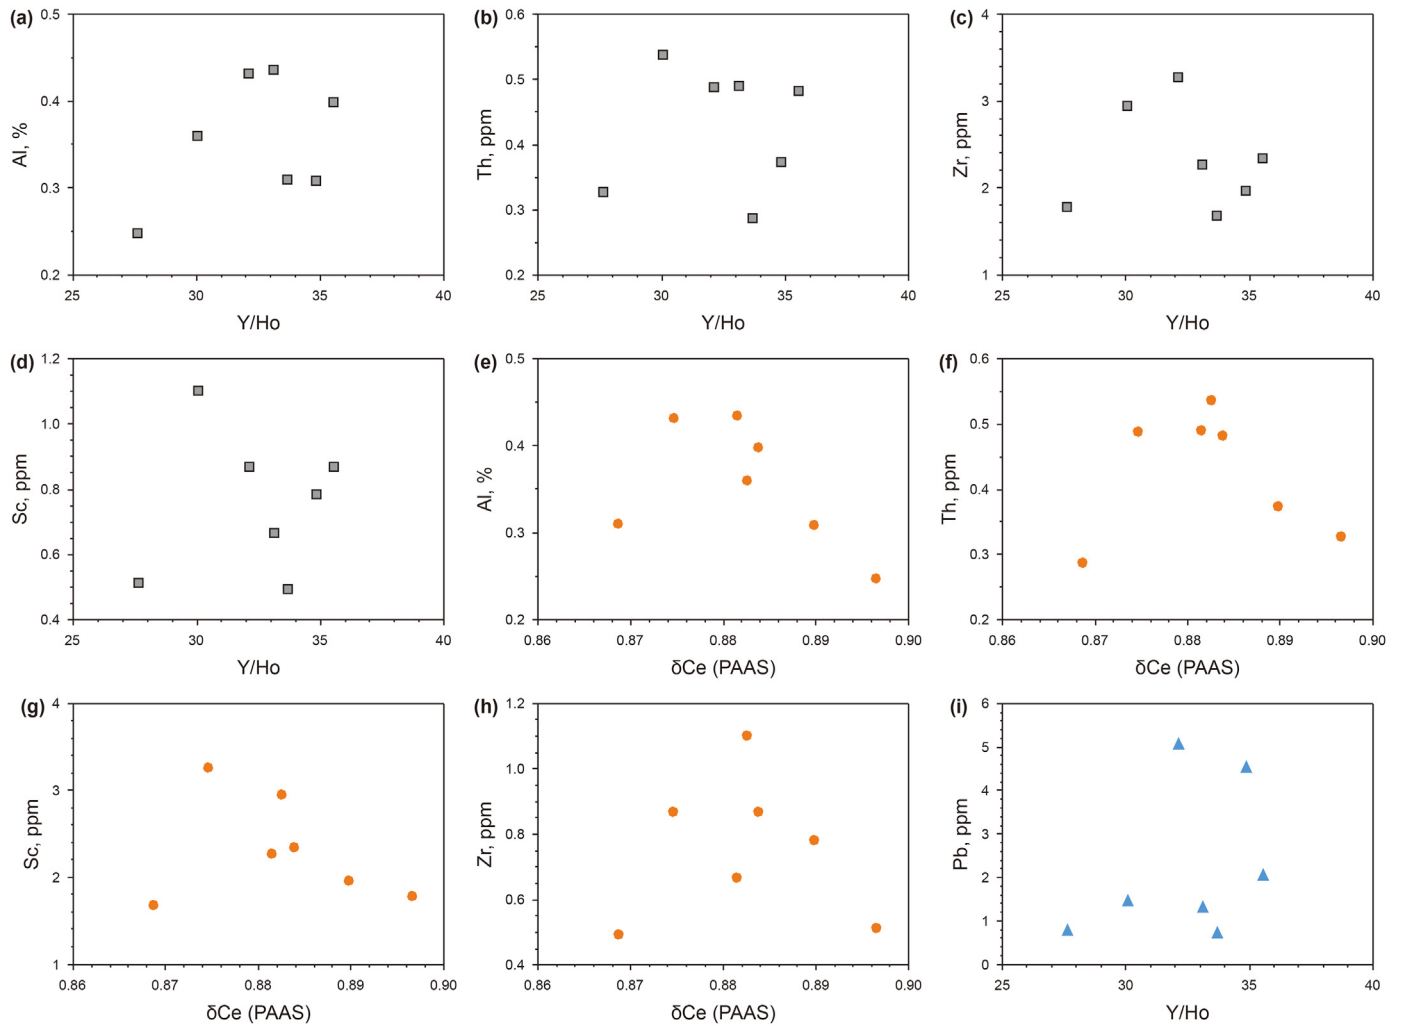 (a)
0.5
0.4
0.3
0.2
Al, %
25 30 35 40
Y/Ho
(b)
0.6
0.5
0.4
0.3
0.2
Th, ppm
25 30 35 40
Y/Ho
(c)
4
3
2
1
Zr, ppm
25 30 35 40
Y/Ho
(d)
1.2
1.0
0.8
0.6
0.4
Sc, ppm
25 30 35 40
Y/Ho
(e)
0.5
0.4
0.3
0.2
Al, %
0.86 0.87 0.88 0.89 0.90
δCe (PAAS)
(f)
0.6
0.5
0.4
0.3
0.2
Th, ppm
0.86 0.87 0.88 0.89 0.90
δCe (PAAS)
(g)
4
3
2
1
Sc, ppm
0.86 0.87 0.88 0.89 0.90
δCe (PAAS)
(h)
1.2
1.0
0.8
0.6
0.4
Zr, ppm
0.86 0.87 0.88 0.89 0.90
δCe (PAAS)
(i)
6
5
4
3
2
1
0
Pb, ppm
25 30 35 40
Y/Ho